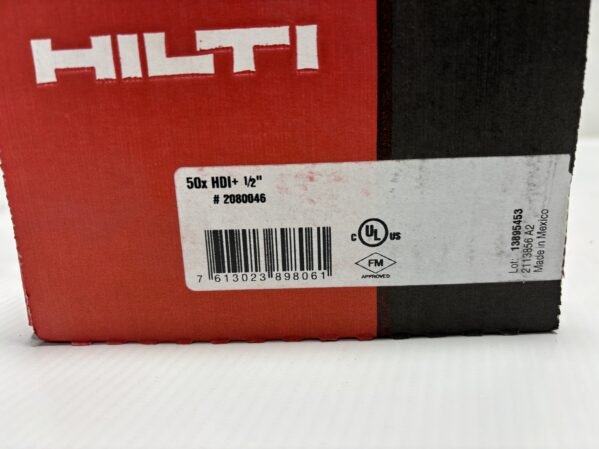 HILTI
50x HDI+ 1/2"
# 2080046
7 613023 898061
C UL US
FM
APPROVED
Lot: 13895453
2113856 A2
Made in Mexico